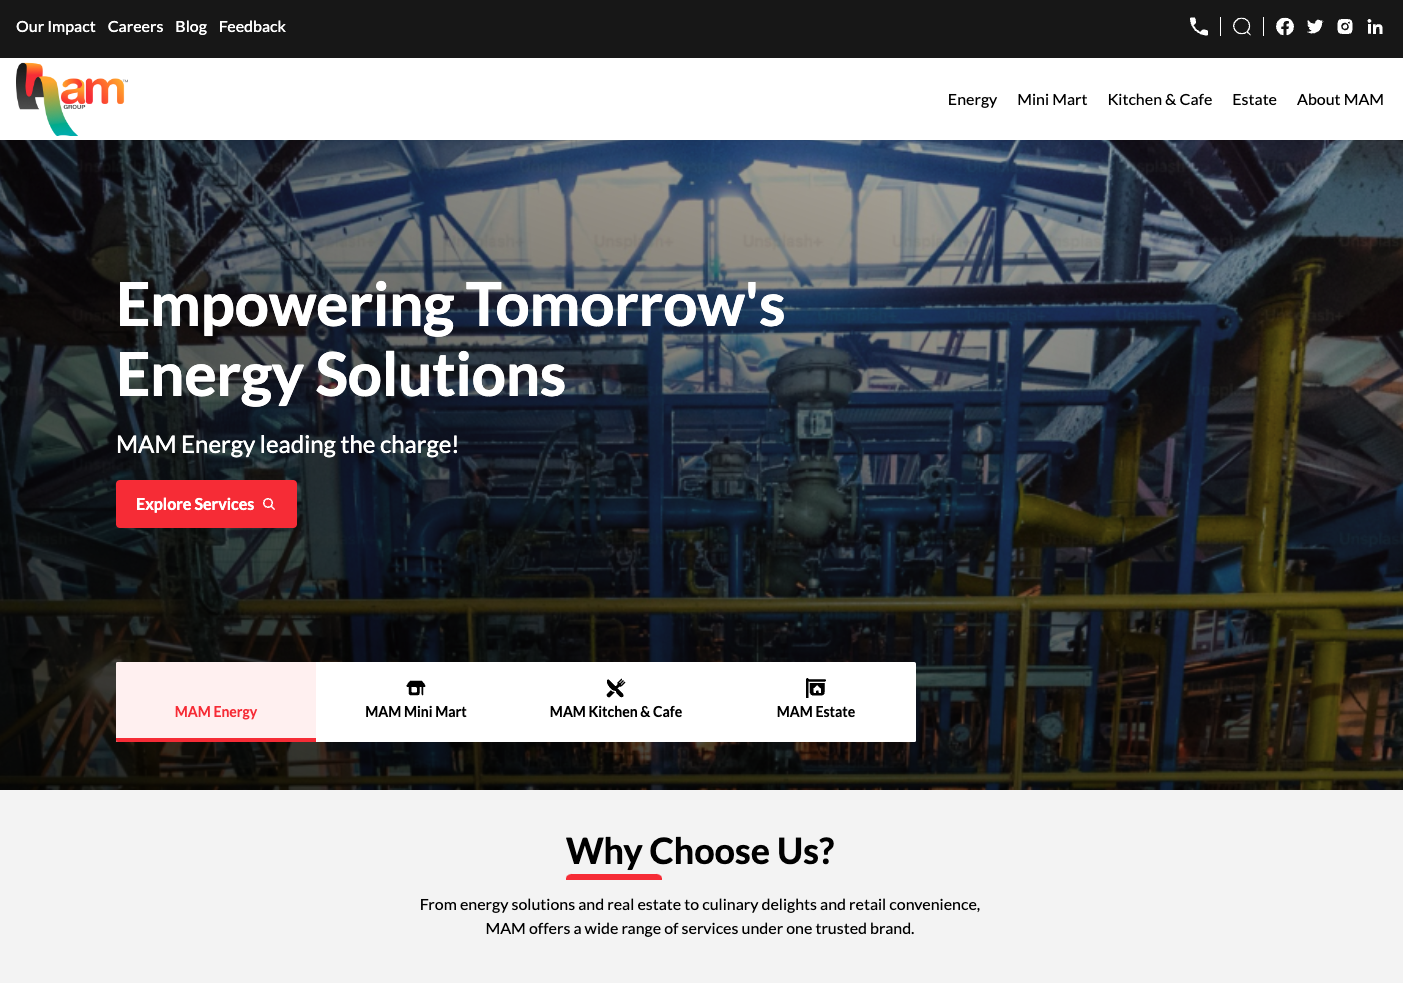 Our Impact Careers Blog Feedback
am
GROUP
Energy Mini Mart Kitchen & Cafe Estate About MAM
Unsplash+ Unsplash+
Empowering Tomorrow's
Energy Solutions
MAM Energy leading the charge!
Explore Services
MAM Energy MAM Mini Mart MAM Kitchen & Cafe MAM Estate
Why Choose Us?
From energy solutions and real estate to culinary delights and retail convenience,
MAM offers a wide range of services under one trusted brand.